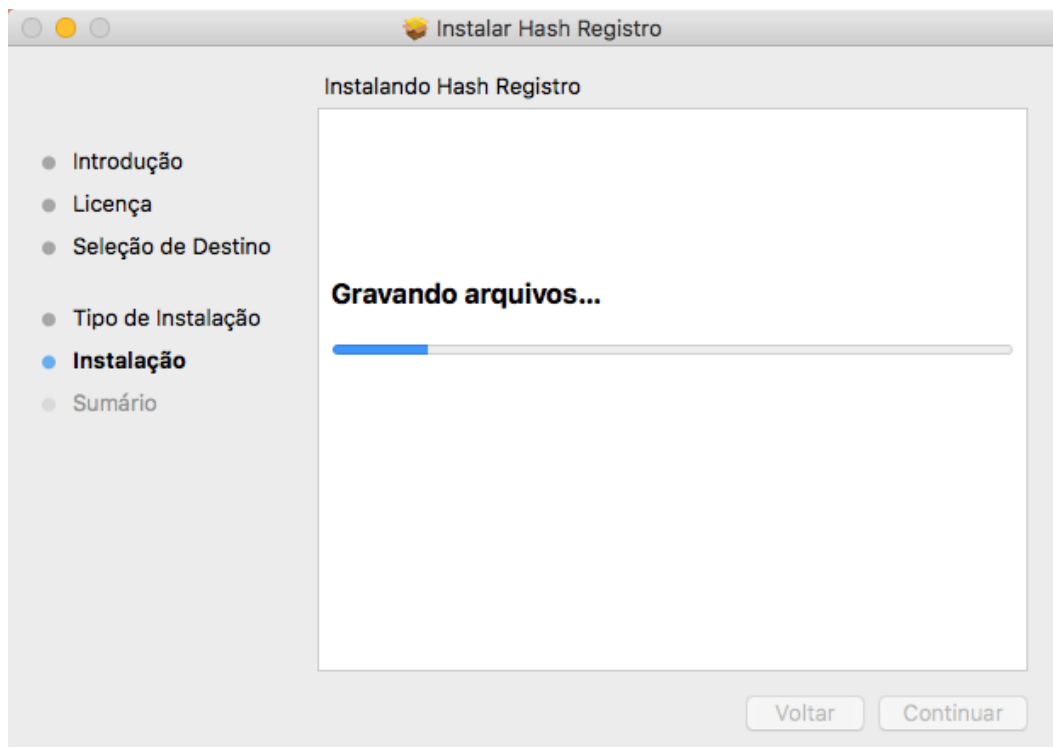 Instalar Hash Registro
Instalando Hash Registro
Introdução
Licença
Seleção de Destino
Tipo de Instalação
Instalação
Sumário
Gravando arquivos...
Voltar
Continuar